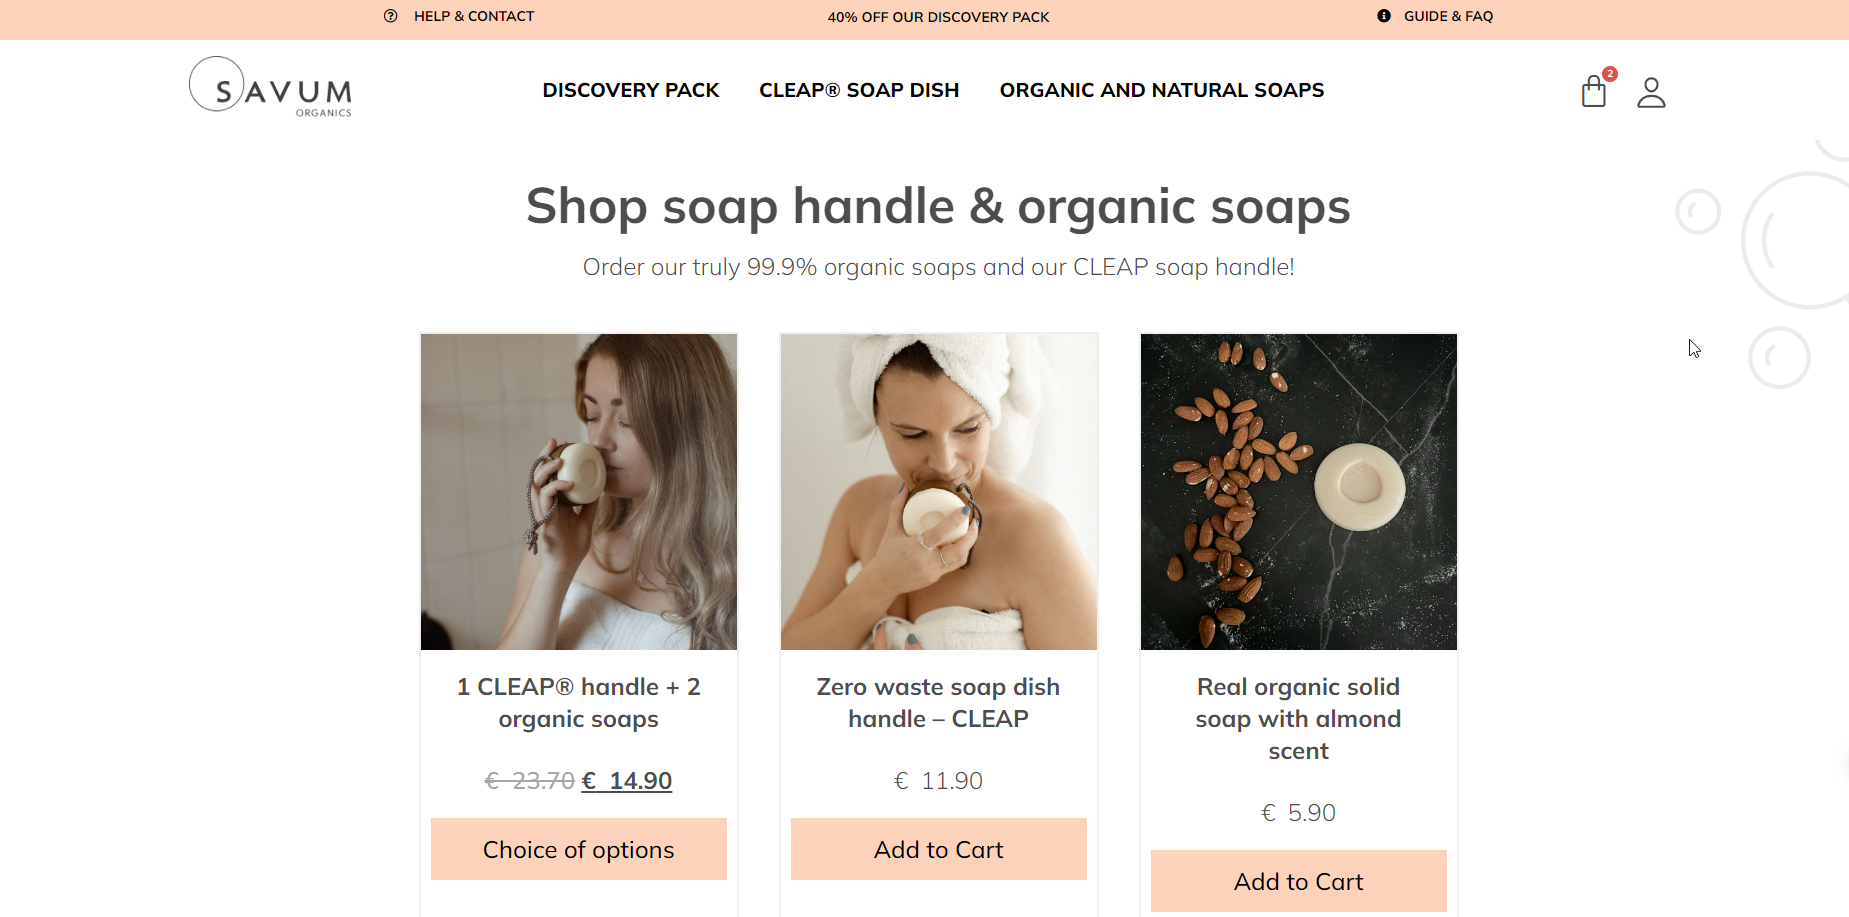 HELP & CONTACT
40% OFF OUR DISCOVERY PACK
GUIDE & FAQ
SAVUM
ORGANICS
DISCOVERY PACK
CLEAP® SOAP DISH
ORGANIC AND NATURAL SOAPS
2
Shop soap handle & organic soaps
Order our truly 99.9% organic soaps and our CLEAP soap handle!
1 CLEAP® handle + 2
organic soaps
€ 23.70 € 14.90
Choice of options
Zero waste soap dish
handle – CLEAP
€ 11.90
Add to Cart
Real organic solid
soap with almond
scent
€ 5.90
Add to Cart